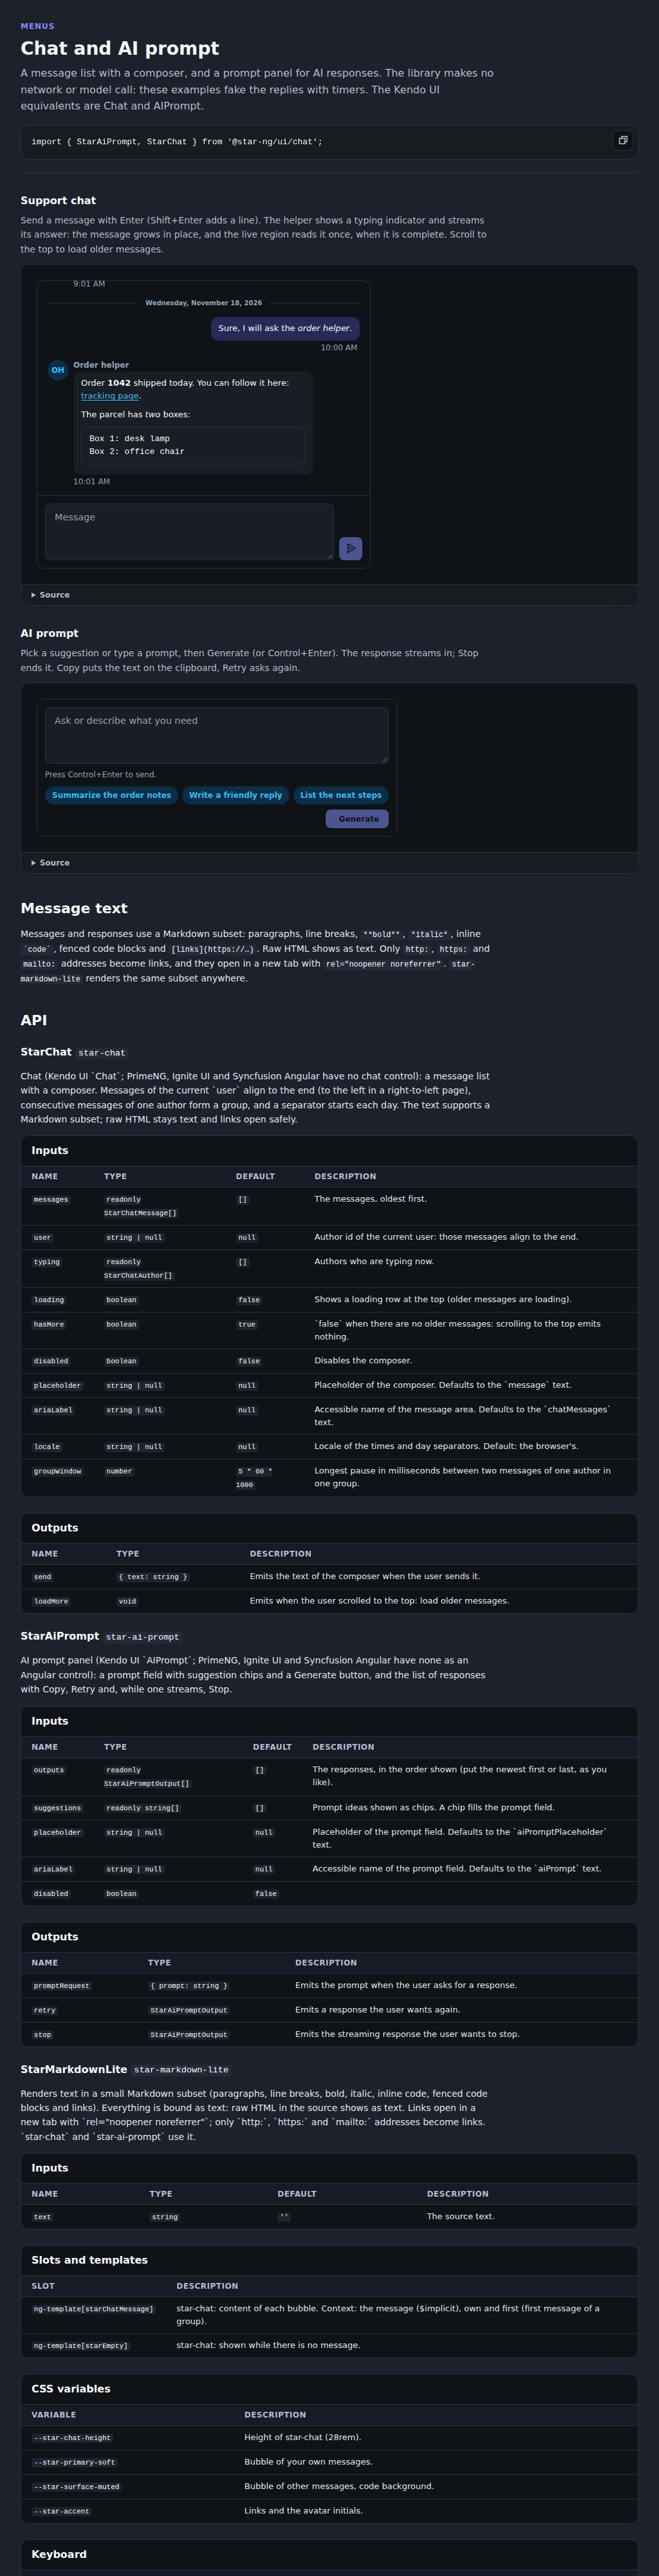 MENUS
Chat and AI prompt
A message list with a composer, and a prompt panel for AI responses. The library makes no
network or model call: these examples fake the replies with timers. The Kendo UI
equivalents are Chat and AIPrompt.
import { StarAiPrompt, StarChat } from '@star-ng/ui/chat';
Support chat
Send a message with Enter (Shift+Enter adds a line). The helper shows a typing indicator and streams
its answer: the message grows in place, and the live region reads it once, when it is complete. Scroll to
the top to load older messages.
9:01 AM
Wednesday, November 18, 2026
Sure, I will ask the order helper.
10:00 AM
OH
Order helper
Order 1042 shipped today. You can follow it here:
tracking page.
The parcel has two boxes:
Box 1: desk lamp
Box 2: office chair
10:01 AM
Message
▶ Source
AI prompt
Pick a suggestion or type a prompt, then Generate (or Control+Enter). The response streams in; Stop
ends it. Copy puts the text on the clipboard, Retry asks again.
Ask or describe what you need
Press Control+Enter to send.
Summarize the order notes Write a friendly reply List the next steps
Generate
▶ Source
Message text
Messages and responses use a Markdown subset: paragraphs, line breaks, **bold**, *italic*, inline
`code`, fenced code blocks and [links](https://…). Raw HTML shows as text. Only http:, https: and
mailto: addresses become links, and they open in a new tab with rel="noopener noreferrer". star-
markdown-lite renders the same subset anywhere.
API
StarChat star-chat
Chat (Kendo UI `Chat`; PrimeNG, Ignite UI and Syncfusion Angular have no chat control): a message list
with a composer. Messages of the current `user` align to the end (to the left in a right-to-left page),
consecutive messages of one author form a group, and a separator starts each day. The text supports a
Markdown subset; raw HTML stays text and links open safely.
Inputs
NAME TYPE DEFAULT DESCRIPTION
messages readonly StarChatMessage[] [] The messages, oldest first.
user string | null null Author id of the current user: those messages align to the end.
typing readonly StarChatAuthor[] [] Authors who are typing now.
loading boolean false Shows a loading row at the top (older messages are loading).
hasMore boolean true `false` when there are no older messages: scrolling to the top emits
nothing.
disabled boolean false Disables the composer.
placeholder string | null null Placeholder of the composer. Defaults to the `message` text.
ariaLabel string | null null Accessible name of the message area. Defaults to the `chatMessages`
text.
locale string | null null Locale of the times and day separators. Default: the browser's.
groupWindow number 5 * 60 * 1000 Longest pause in milliseconds between two messages of one author in
one group.
Outputs
NAME TYPE DESCRIPTION
send { text: string } Emits the text of the composer when the user sends it.
loadMore void Emits when the user scrolled to the top: load older messages.
StarAiPrompt star-ai-prompt
AI prompt panel (Kendo UI `AIPrompt`; PrimeNG, Ignite UI and Syncfusion Angular have none as an
Angular control): a prompt field with suggestion chips and a Generate button, and the list of responses
with Copy, Retry and, while one streams, Stop.
Inputs
NAME TYPE DEFAULT DESCRIPTION
outputs readonly StarAiPromptOutput[] [] The responses, in the order shown (put the newest first or last, as you
like).
suggestions readonly string[] [] Prompt ideas shown as chips. A chip fills the prompt field.
placeholder string | null null Placeholder of the prompt field. Defaults to the `aiPromptPlaceholder`
text.
ariaLabel string | null null Accessible name of the prompt field. Defaults to the `aiPrompt` text.
disabled boolean false
Outputs
NAME TYPE DESCRIPTION
promptRequest { prompt: string } Emits the prompt when the user asks for a response.
retry StarAiPromptOutput Emits a response the user wants again.
stop StarAiPromptOutput Emits the streaming response the user wants to stop.
StarMarkdownLite star-markdown-lite
Renders text in a small Markdown subset (paragraphs, line breaks, bold, italic, inline code, fenced code
blocks and links). Everything is bound as text: raw HTML in the source shows as text. Links open in a
new tab with `rel="noopener noreferrer"`; only `http:`, `https:` and `mailto:` addresses become links.
`star-chat` and `star-ai-prompt` use it.
Inputs
NAME TYPE DEFAULT DESCRIPTION
text string '' The source text.
Slots and templates
SLOT DESCRIPTION
ng-template[starChatMessage] star-chat: content of each bubble. Context: the message ($implicit), own and first (first message of a
group).
ng-template[starEmpty] star-chat: shown while there is no message.
CSS variables
VARIABLE DESCRIPTION
--star-chat-height Height of star-chat (28rem).
--star-primary-soft Bubble of your own messages.
--star-surface-muted Bubble of other messages, code background.
--star-accent Links and the avatar initials.
Keyboard